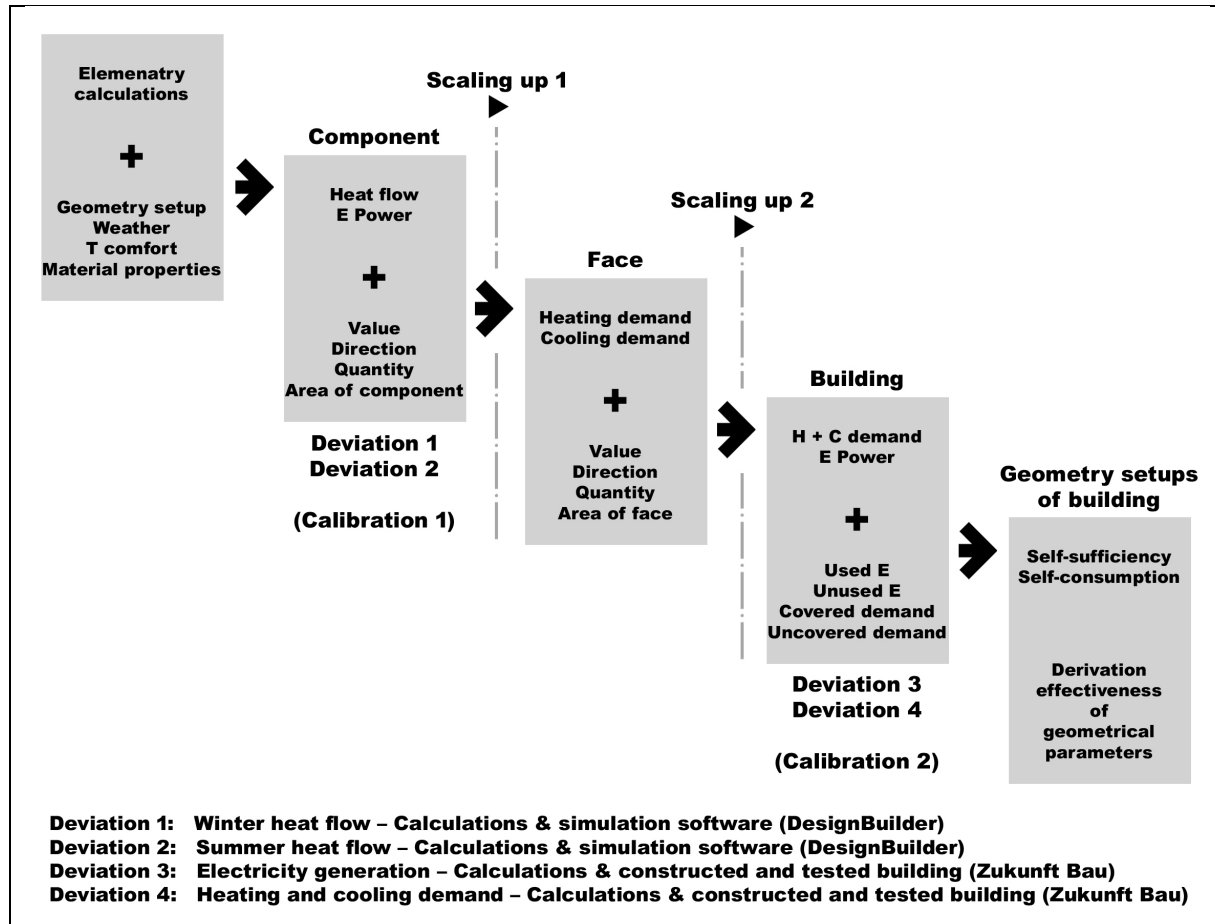 Elemenatry
calculations
+
Geometry setup
Weather
T comfort
Material properties
Component
Heat flow
E Power
+
Value
Direction
Quantity
Area of component
Deviation 1
Deviation 2
(Calibration 1)
Scaling up 1
Face
Heating demand
Cooling demand
+
Value
Direction
Quantity
Area of face
Scaling up 2
Building
H + C demand
E Power
+
Used E
Unused E
Covered demand
Uncovered demand
Deviation 3
Deviation 4
(Calibration 2)
Geometry setups
of building
Self-sufficiency
Self-consumption
Derivation
effectiveness
of
geometrical
parameters
Deviation 1: Winter heat flow – Calculations & simulation software (DesignBuilder)
Deviation 2: Summer heat flow – Calculations & simulation software (DesignBuilder)
Deviation 3: Electricity generation – Calculations & constructed and tested building (Zukunft Bau)
Deviation 4: Heating and cooling demand – Calculations & constructed and tested building (Zukunft Bau)